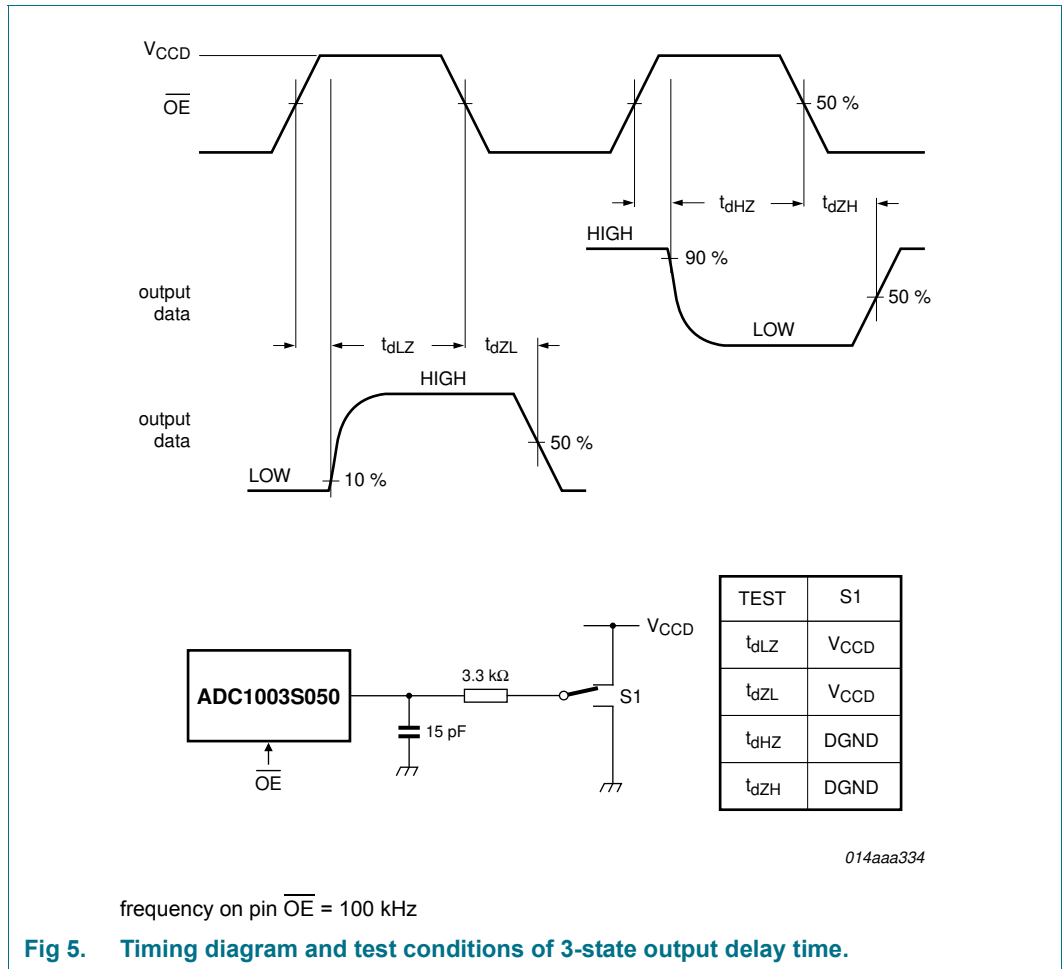 VCCD
OE
50 %
tdHZ
tdZH
HIGH
90 %
output
data
50 %
LOW
tdLZ
tdZL
HIGH
output
data
50 %
LOW
10 %
TEST S1
VCCD
tdLZ VCCD
3.3 kΩ
ADC1003S050
S1
tdZL VCCD
15 pF
tdHZ DGND
OE
tdZH DGND
014aaa334
frequency on pin OE = 100 kHz
Fig 5. Timing diagram and test conditions of 3-state output delay time.